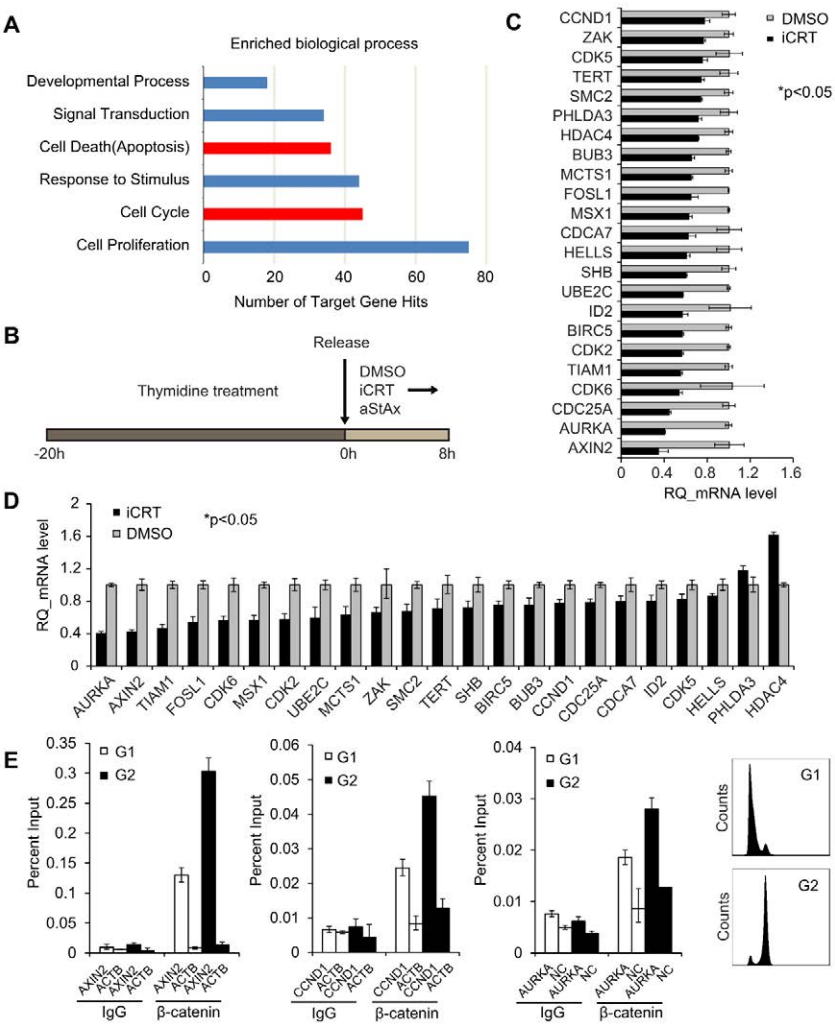 A
Enriched biological process
Developmental Process
Signal Transduction
Cell Death(Apoptosis)
Response to Stimulus
Cell Cycle
Cell Proliferation
0 20 40 60 80
Number of Target Gene Hits
B
Release
Thymidine treatment
DMSO
iCRT
aStAx
-20h 0h 8h
C
CCND1
ZAK
CDK5
TERT
SMC2
PHLDA3
HDAC4
BUB3
MCTS1
FOSL1
MSX1
CDCA7
HELLS
SHB
UBE2C
ID2
BIRC5
CDK2
TIAM1
CDK6
CDC25A
AURKA
AXIN2
DMSO
iCRT
*p<0.05
0 0.4 0.8 1.2 1.6
RQ_mRNA level
D
RQ_mRNA level
2
1.6
1.2
0.8
0.4
0
iCRT
DMSO
*p<0.05
AURKA AXIN2 TIAM1 FOSL1 CDK6 MSX1 CDK2 UBE2C MCTS1 ZAK SMC2 TERT SHB BIRC5 BUB3 CCND1 CDC25A CDCA7 ID2 CDK5 HELLS PHLDA3 HDAC4
E
Percent Input
0.35
0.3
0.25
0.2
0.15
0.1
0.05
0
G1
G2
AXIN2 ACTB AXIN2 ACTB AXIN2 ACTB AXIN2 ACTB
IgG β-catenin
Percent Input
0.06
0.05
0.04
0.03
0.02
0.01
0
G1
G2
CCND1 ACTB CCND1 ACTB CCND1 ACTB CCND1 ACTB
IgG β-catenin
Percent Input
0.04
0.03
0.02
0.01
0
G1
G2
AURKA NC AURKA NC AURKA NC AURKA NC
IgG β-catenin
Counts
G1
Counts
G2